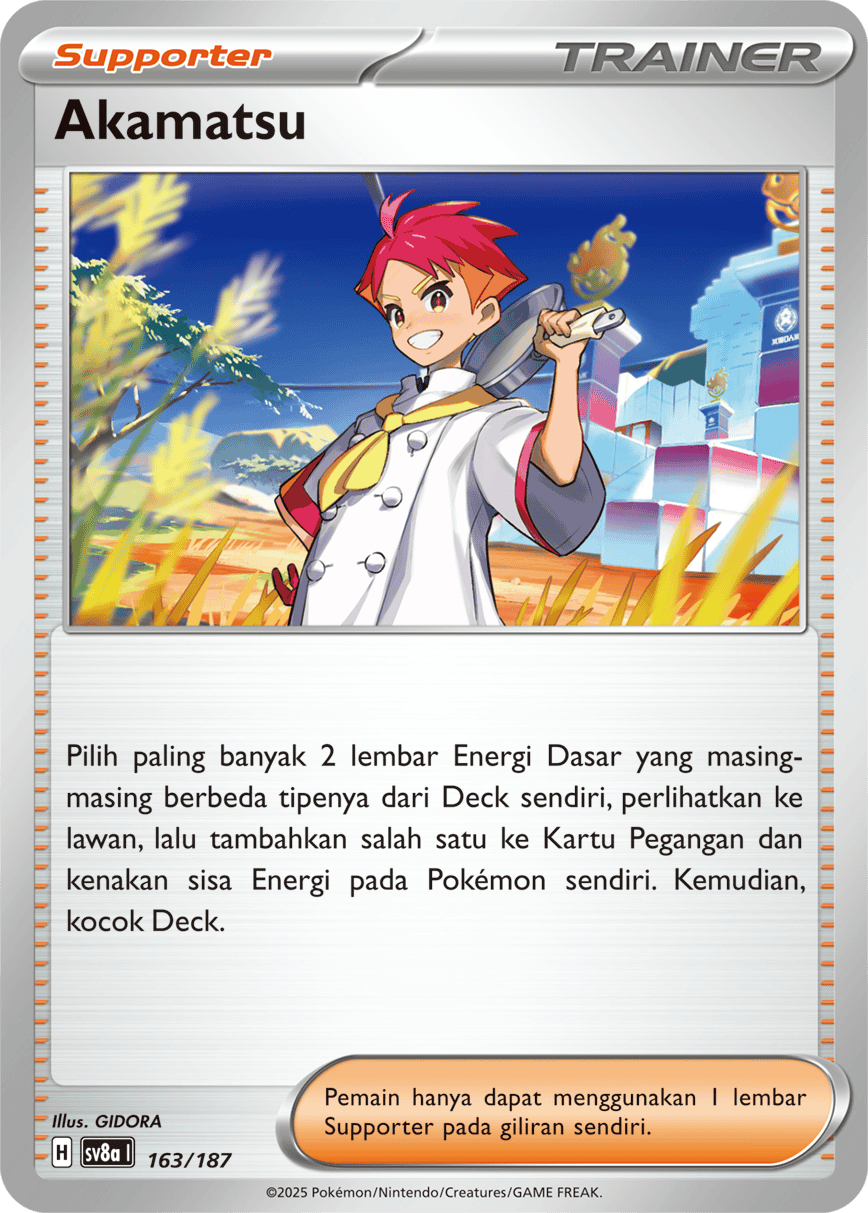 Supporter
TRAINER
Akamatsu
Pilih paling banyak 2 lembar Energi Dasar yang masing-
masing berbeda tipenya dari Deck sendiri, perlihatkan ke
lawan, lalu tambahkan salah satu ke Kartu Pegangan dan
kenakan sisa Energi pada Pokémon sendiri. Kemudian,
kocok Deck.
Pemain hanya dapat menggunakan 1 lembar
Supporter pada giliran sendiri.
Illus. GIDORA
H sv8a I 163/187
©2025 Pokémon/Nintendo/Creatures/GAME FREAK.